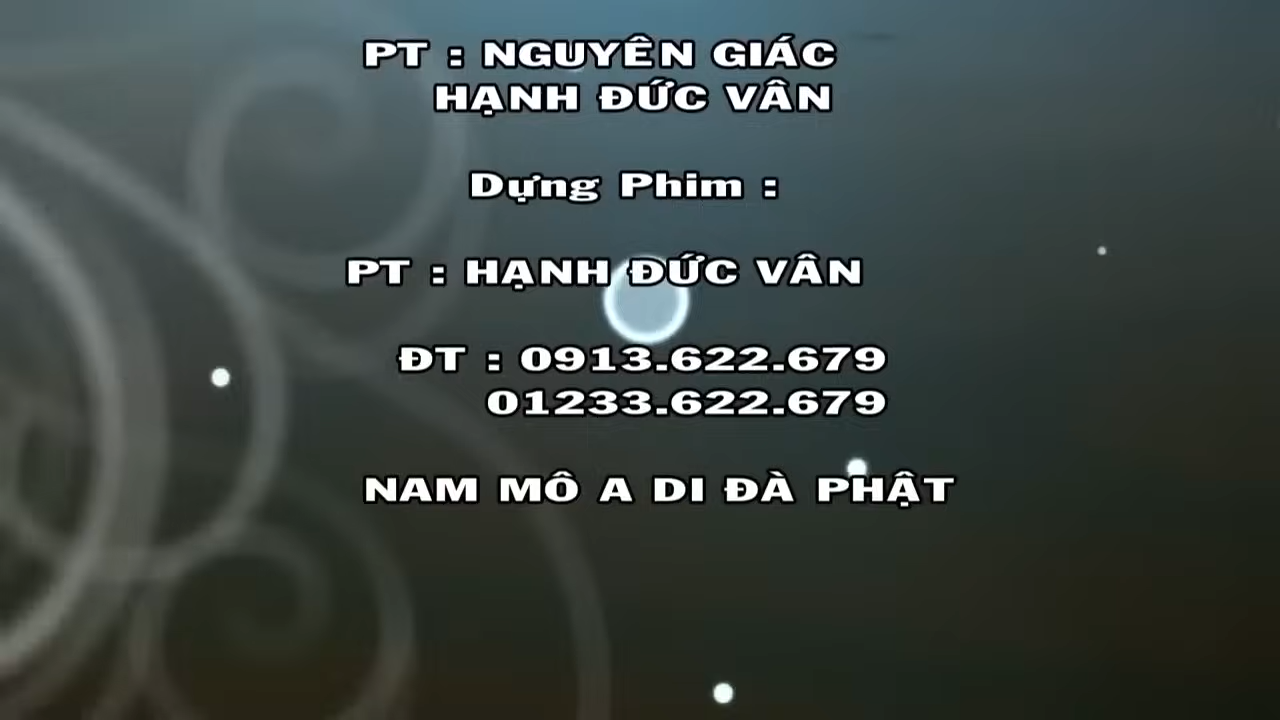 PT : NGUYÊN GIÁC
HẠNH ĐỨC VÂN
Dựng Phim :
PT : HẠNH ĐỨC VÂN
ĐT : 0913.622.679
01233.622.679
NAM MÔ A DI ĐÀ PHẬT